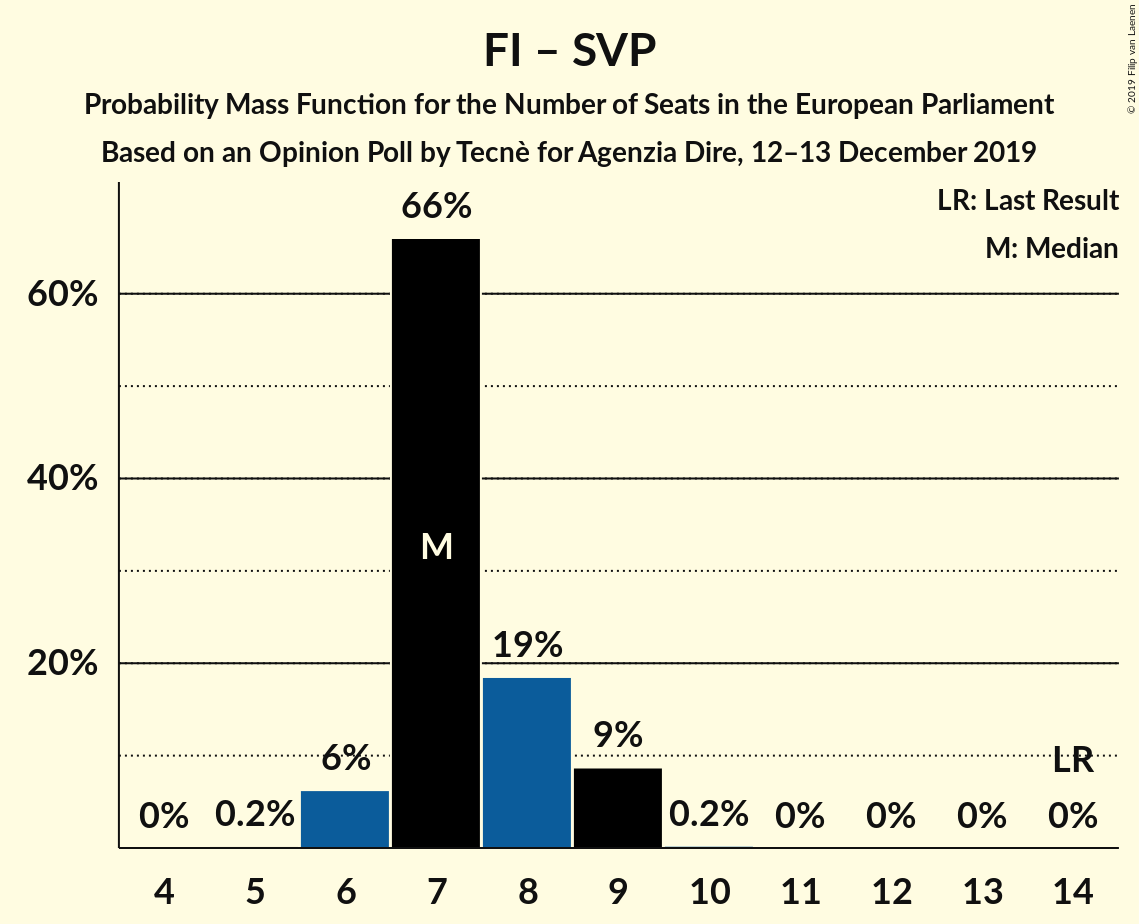 FI – SVP
Probability Mass Function for the Number of Seats in the European Parliament
Based on an Opinion Poll by Tecnè for Agenzia Dire, 12–13 December 2019
© 2019 Filip van Laenen
LR: Last Result
M: Median
60%
40%
20%
0%
0.2%
6%
66%
M
19%
9%
0.2%
0%
0%
0%
LR
0%
4 5 6 7 8 9 10 11 12 13 14